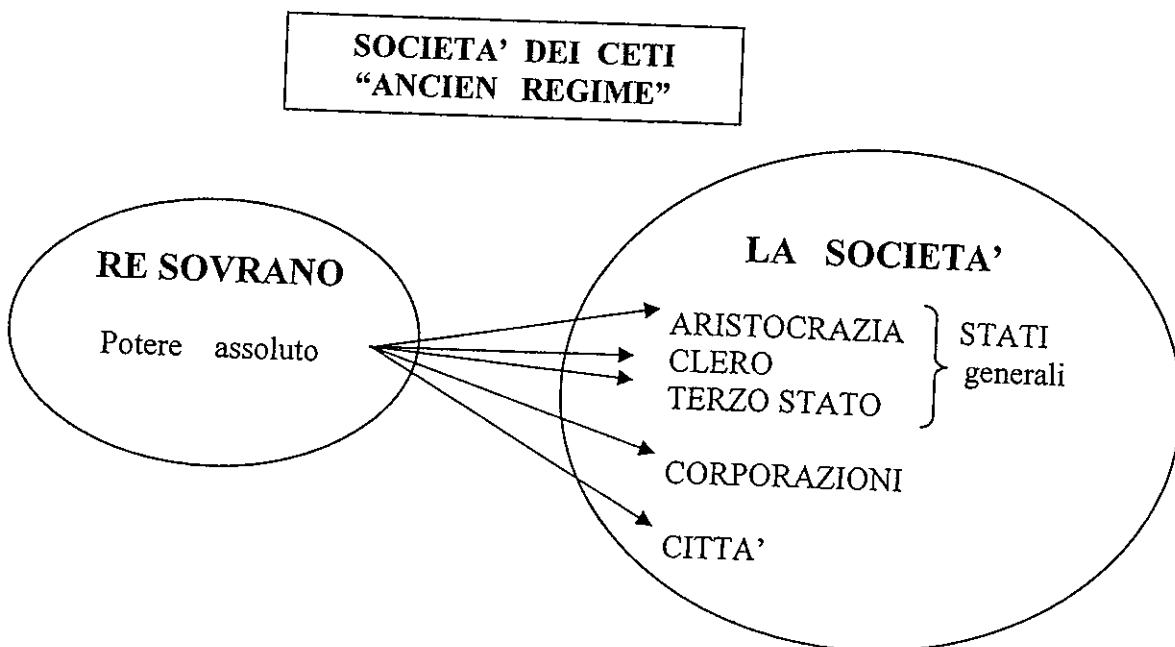 SOCIETA’ DEI CETI
“ANCIEN REGIME”
RE SOVRANO
Potere assoluto
LA SOCIETA’
ARISTOCRAZIA
CLERO
TERZO STATO
STATI
generali
CORPORAZIONI
CITTA’